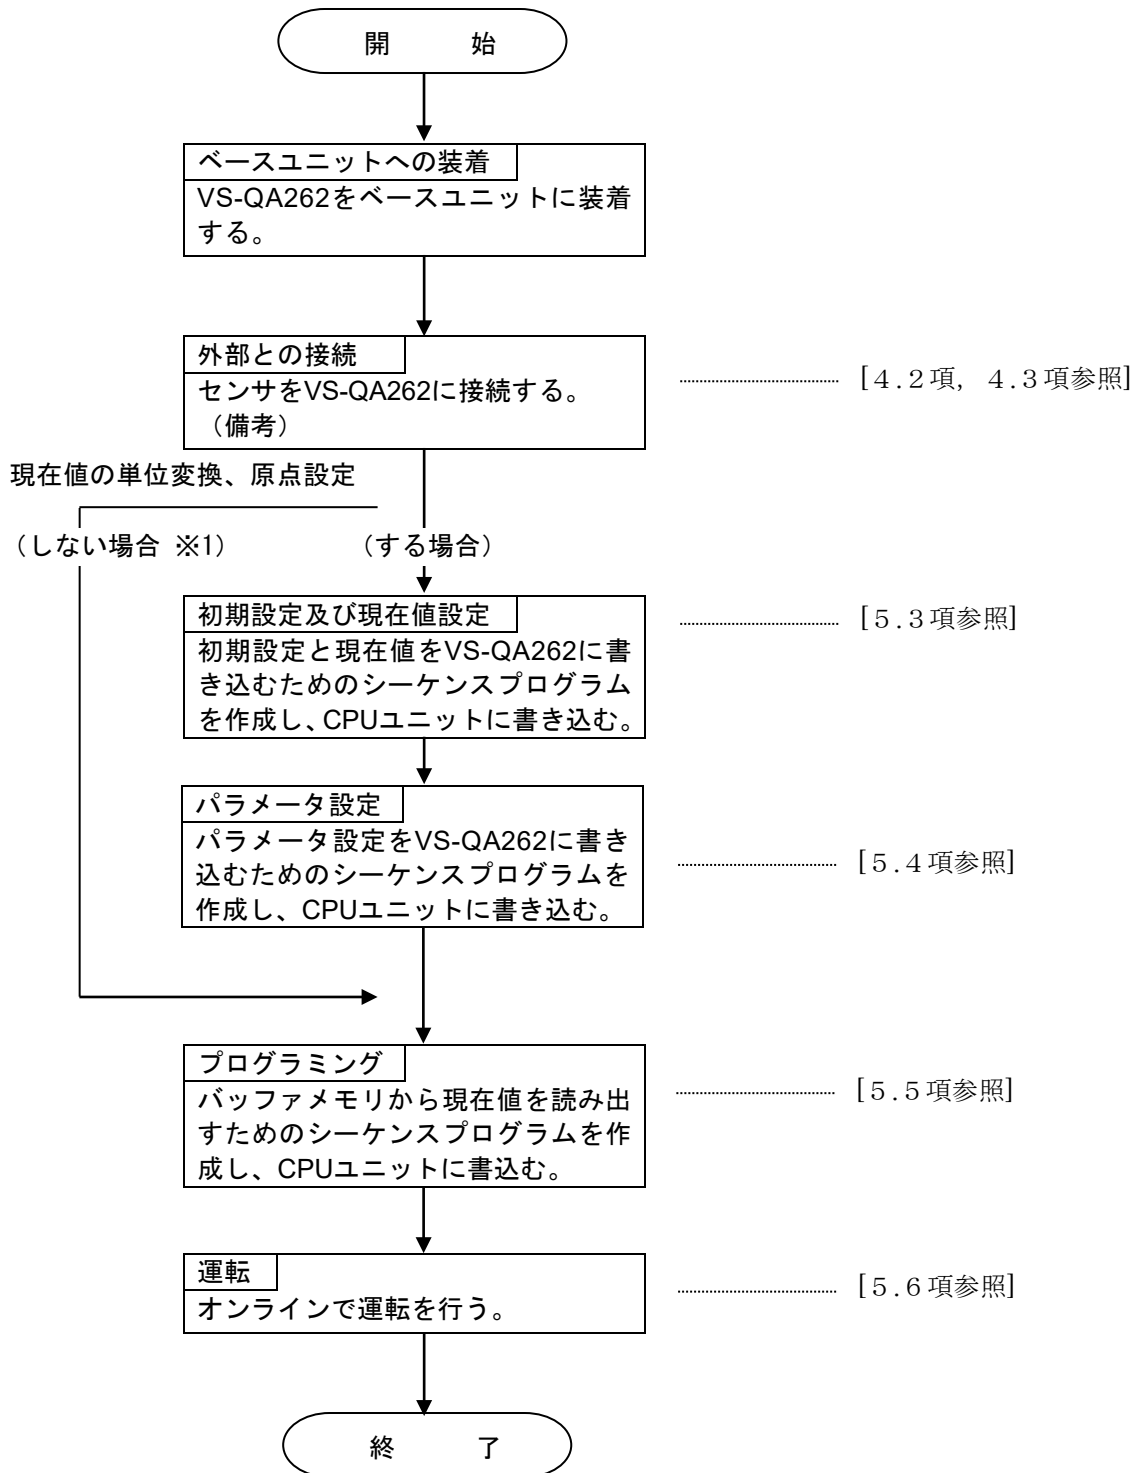 開 始
ベースユニットへの装着
VS-QA262をベースユニットに装着
する。
外部との接続
センサをVS-QA262に接続する。
（備考）
[４.２項, ４.３項参照]
現在値の単位変換、原点設定
（しない場合 ※1）
（する場合）
初期設定及び現在値設定
初期設定と現在値をVS-QA262に書
き込むためのシーケンスプログラム
を作成し、CPUユニットに書き込む。
[５.３項参照]
パラメータ設定
パラメータ設定をVS-QA262に書き
込むためのシーケンスプログラムを
作成し、CPUユニットに書き込む。
[５.４項参照]
プログラミング
バッファメモリから現在値を読み出
すためのシーケンスプログラムを作
成し、CPUユニットに書込む。
[５.５項参照]
運転
オンラインで運転を行う。
[５.６項参照]
終 了